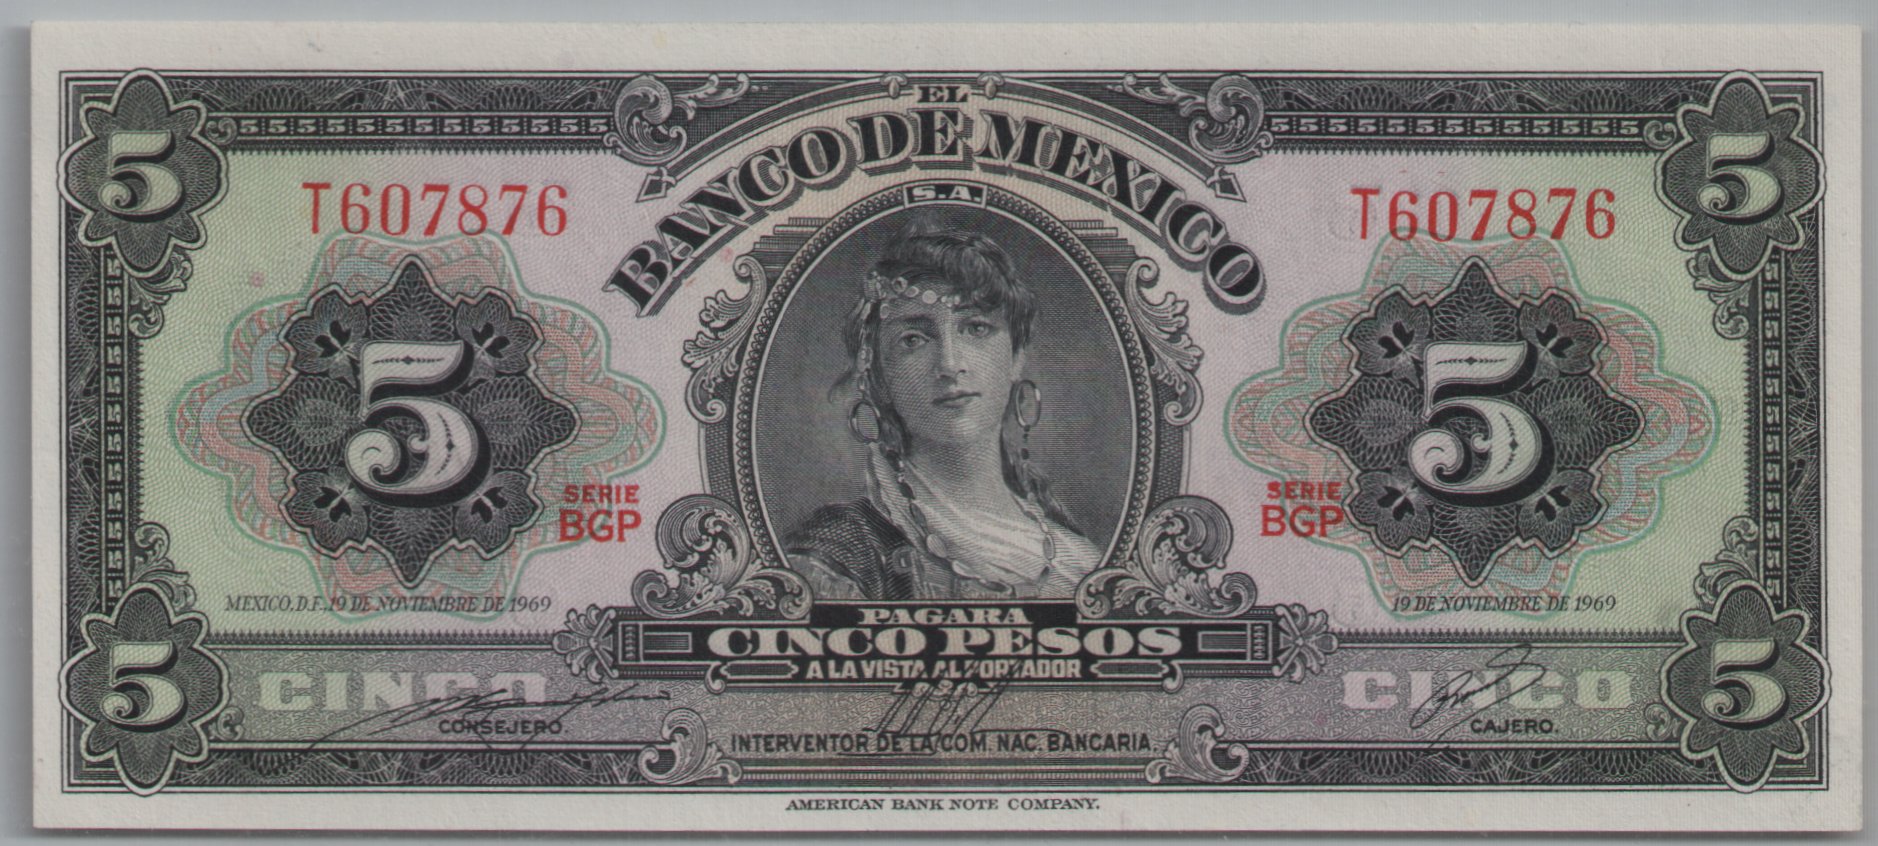 EL
BANCO DE MEXICO
S.A.
5
5
T607876
T607876
5
5
SERIE
BGP
SERIE
BGP
MEXICO, D.F., 19 DE NOVIEMBRE DE 1969
19 DE NOVIEMBRE DE 1969
PAGARA
CINCO PESOS
A LA VISTA AL PORTADOR
5
CINCO
CINCO
5
CONSEJERO.
INTERVENTOR DE LA COM. NAC. BANCARIA.
CAJERO.
AMERICAN BANK NOTE COMPANY.